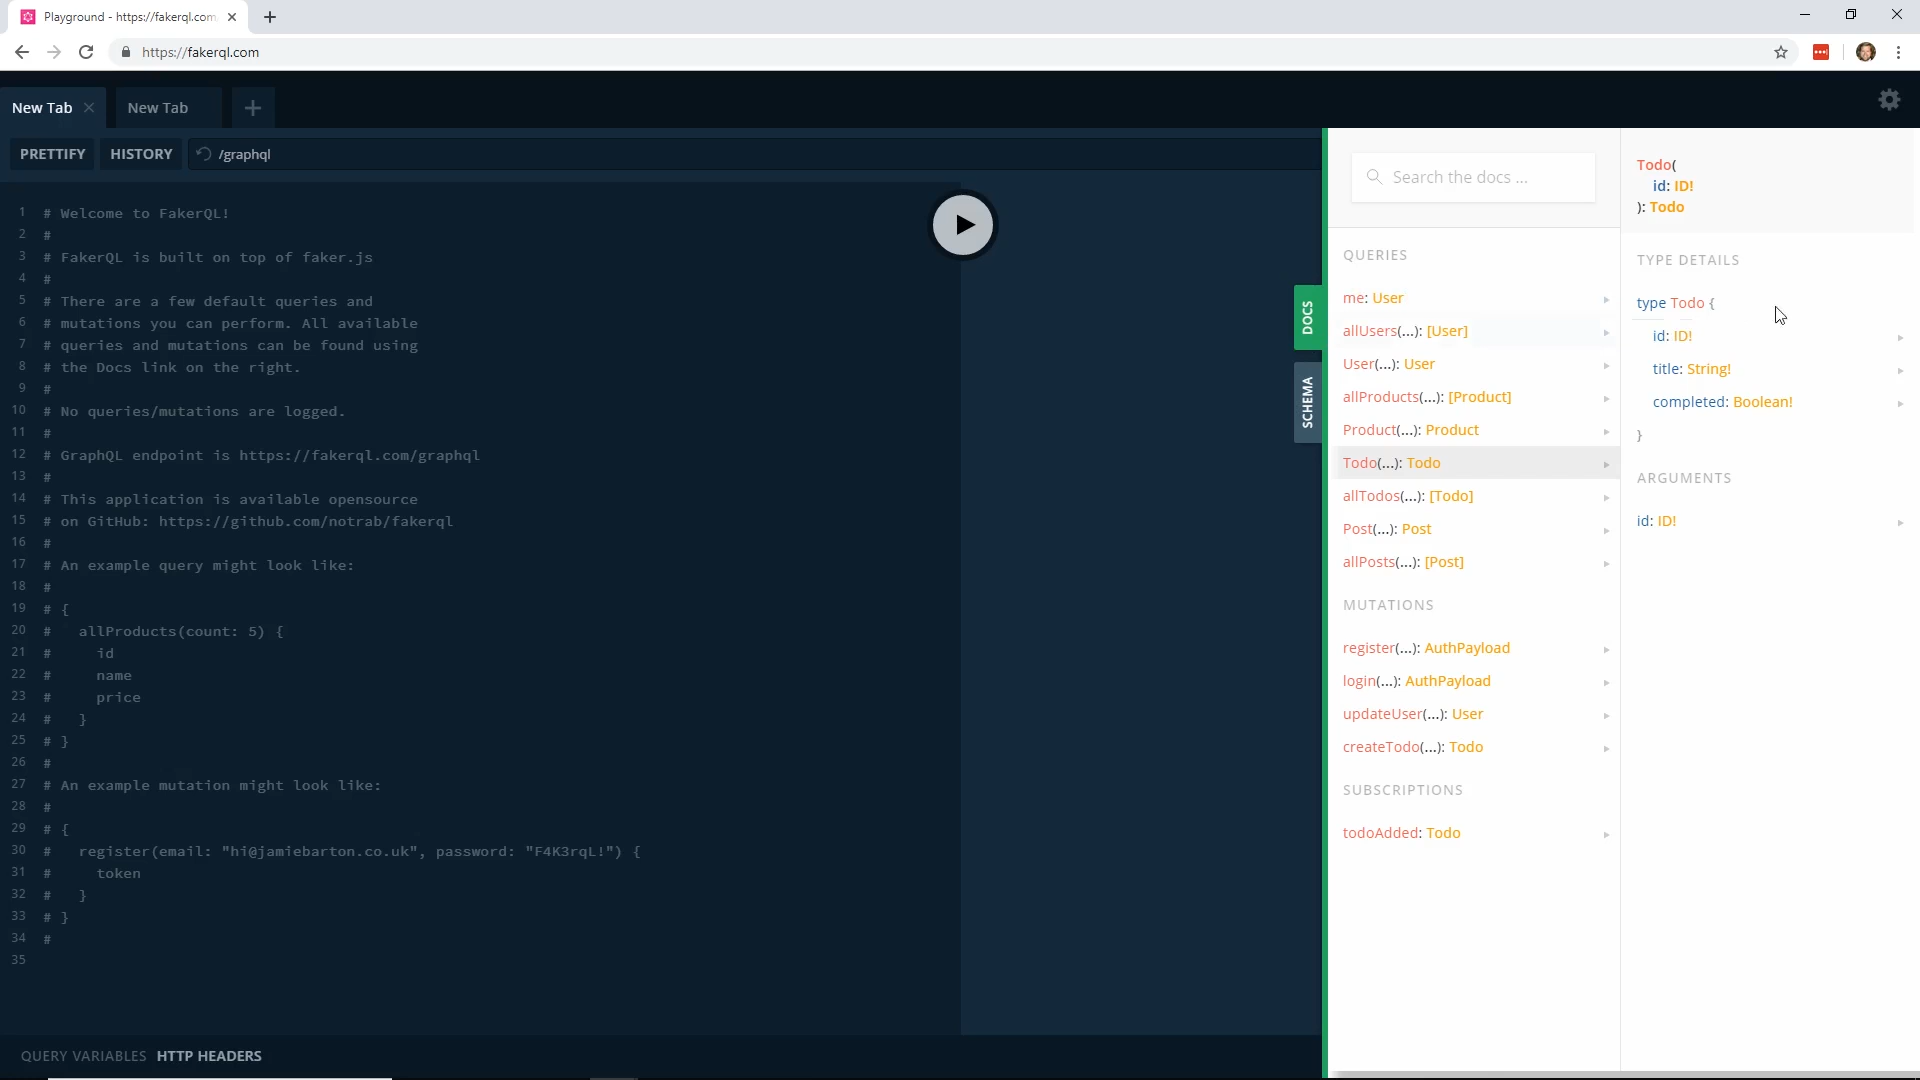 Playground - https://fakerql.com
https://fakerql.com
New Tab
New Tab
PRETTIFY
HISTORY
/graphql
1 # Welcome to FakerQL!
2 #
3 # FakerQL is built on top of faker.js
4 #
5 # There are a few default queries and
6 # mutations you can perform. All available
7 # queries and mutations can be found using
8 # the Docs link on the right.
9 #
10 # No queries/mutations are logged.
11 #
12 # GraphQL endpoint is https://fakerql.com/graphql
13 #
14 # This application is available opensource
15 # on GitHub: https://github.com/notrab/fakerql
16 #
17 # An example query might look like:
18 #
19 # {
20 #   allProducts(count: 5) {
21 #     id
22 #     name
23 #     price
24 #   }
25 # }
26 #
27 # An example mutation might look like:
28 #
29 # {
30 #   register(email: "hi@jamiebarton.co.uk", password: "F4K3rqL!") {
31 #     token
32 #   }
33 # }
34 #
35
QUERY VARIABLES
HTTP HEADERS
DOCS
SCHEMA
Search the docs ...
QUERIES
me: User
allUsers(...): [User]
User(...): User
allProducts(...): [Product]
Product(...): Product
Todo(...): Todo
allTodos(...): [Todo]
Post(...): Post
allPosts(...): [Post]
MUTATIONS
register(...): AuthPayload
login(...): AuthPayload
updateUser(...): User
createTodo(...): Todo
SUBSCRIPTIONS
todoAdded: Todo
Todo(
id: ID!
): Todo
TYPE DETAILS
type Todo {
id: ID!
title: String!
completed: Boolean!
}
ARGUMENTS
id: ID!